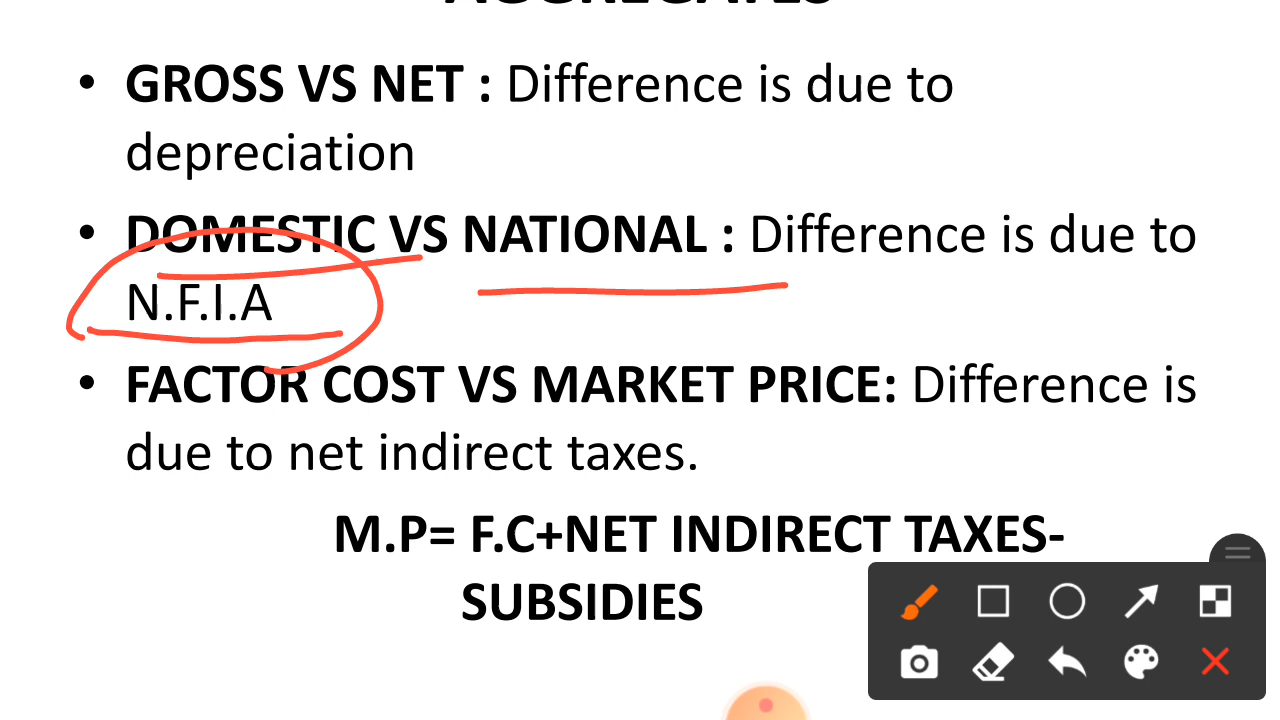 AGGREGATES
• GROSS VS NET : Difference is due to
depreciation
• DOMESTIC VS NATIONAL : Difference is due to
N.F.I.A
• FACTOR COST VS MARKET PRICE: Difference is
due to net indirect taxes.
M.P= F.C+NET INDIRECT TAXES-
SUBSIDIES